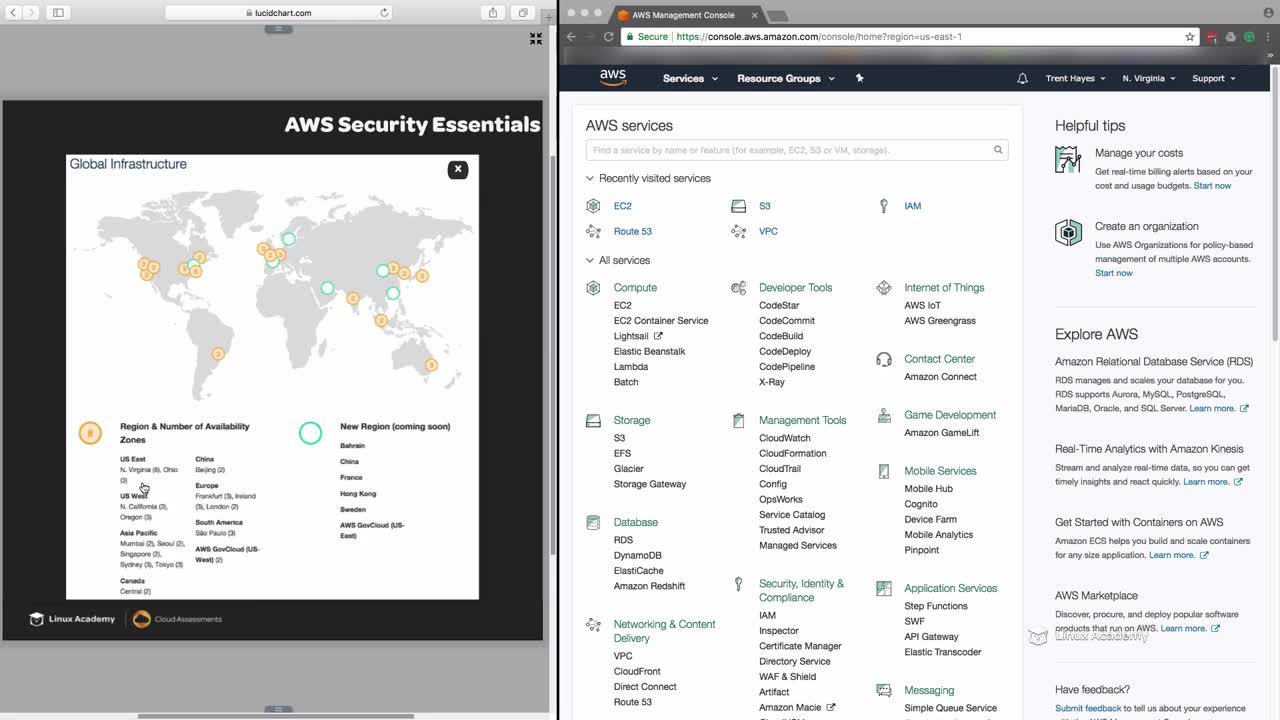 lucidchart.com
AWS Security Essentials
Global Infrastructure
X
#
Region & Number of Availability
Zones
US East
N. Virginia (6), Ohio
(3)
US West
N. California (3),
Oregon (3)
Asia Pacific
Mumbai (2), Seoul (2),
Singapore (2),
Sydney (3), Tokyo (3)
Canada
Central (2)
China
Beijing (2)
Europe
Frankfurt (3), Ireland
(3), London (2)
South America
São Paulo (3)
AWS GovCloud (US-
West) (2)
New Region (coming soon)
Bahrain
China
France
Hong Kong
Sweden
AWS GovCloud (US-
East)
Linux Academy
Cloud Assessments
AWS Management Console
Secure
https://console.aws.amazon.com/console/home?region=us-east-1
aws
Services
Resource Groups
Trent Hayes
N. Virginia
Support
AWS services
Find a service by name or feature (for example, EC2, S3 or VM, storage).
Recently visited services
EC2
S3
IAM
Route 53
VPC
All services
Compute
EC2
EC2 Container Service
Lightsail
Elastic Beanstalk
Lambda
Batch
Storage
S3
EFS
Glacier
Storage Gateway
Database
RDS
DynamoDB
ElastiCache
Amazon Redshift
Networking & Content
Delivery
VPC
CloudFront
Direct Connect
Route 53
Developer Tools
CodeStar
CodeCommit
CodeBuild
CodeDeploy
CodePipeline
X-Ray
Management Tools
CloudWatch
CloudFormation
CloudTrail
Config
OpsWorks
Service Catalog
Trusted Advisor
Managed Services
Security, Identity &
Compliance
IAM
Inspector
Certificate Manager
Directory Service
WAF & Shield
Artifact
Amazon Macie
Internet of Things
AWS IoT
AWS Greengrass
Contact Center
Amazon Connect
Game Development
Amazon GameLift
Mobile Services
Mobile Hub
Cognito
Device Farm
Mobile Analytics
Pinpoint
Application Services
Step Functions
SWF
API Gateway
Elastic Transcoder
Messaging
Simple Queue Service
Helpful tips
Manage your costs
Get real-time billing alerts based on your
cost and usage budgets. Start now
Create an organization
Use AWS Organizations for policy-based
management of multiple AWS accounts.
Start now
Explore AWS
Amazon Relational Database Service (RDS)
RDS manages and scales your database for you.
RDS supports Aurora, MySQL, PostgreSQL,
MariaDB, Oracle, and SQL Server. Learn more.
Real-Time Analytics with Amazon Kinesis
Stream and analyze real-time data, so you can get
timely insights and react quickly. Learn more.
Get Started with Containers on AWS
Amazon ECS helps you build and scale containers
for any size application. Learn more.
AWS Marketplace
Discover, procure, and deploy popular software
products that run on AWS. Learn more.
Linux Academy
Have feedback?
Submit feedback to tell us about your experience